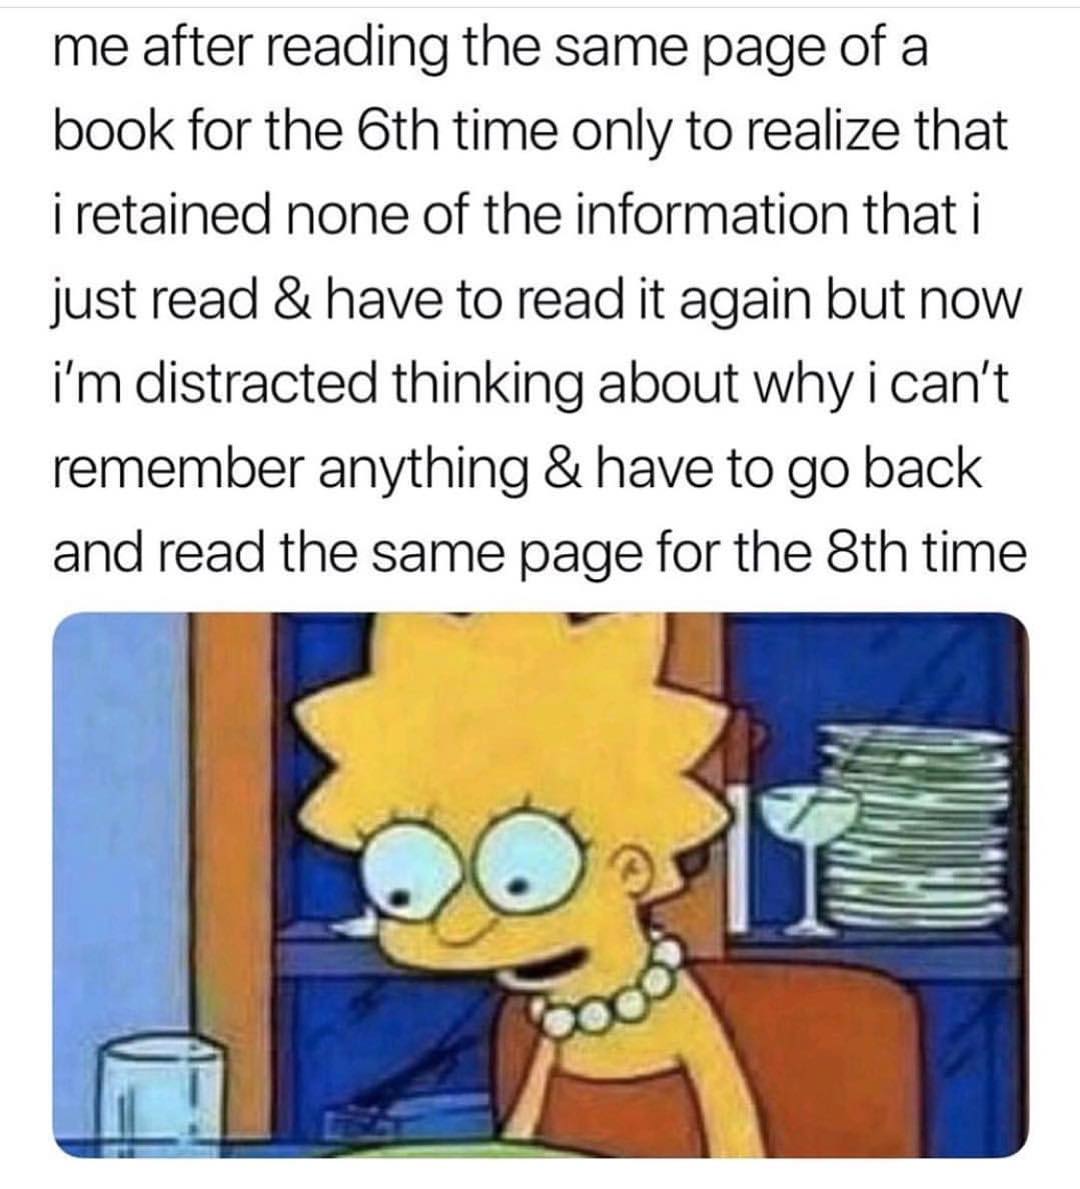 me after reading the same page of a
book for the 6th time only to realize that
i retained none of the information that i
just read & have to read it again but now
i'm distracted thinking about why i can't
remember anything & have to go back
and read the same page for the 8th time